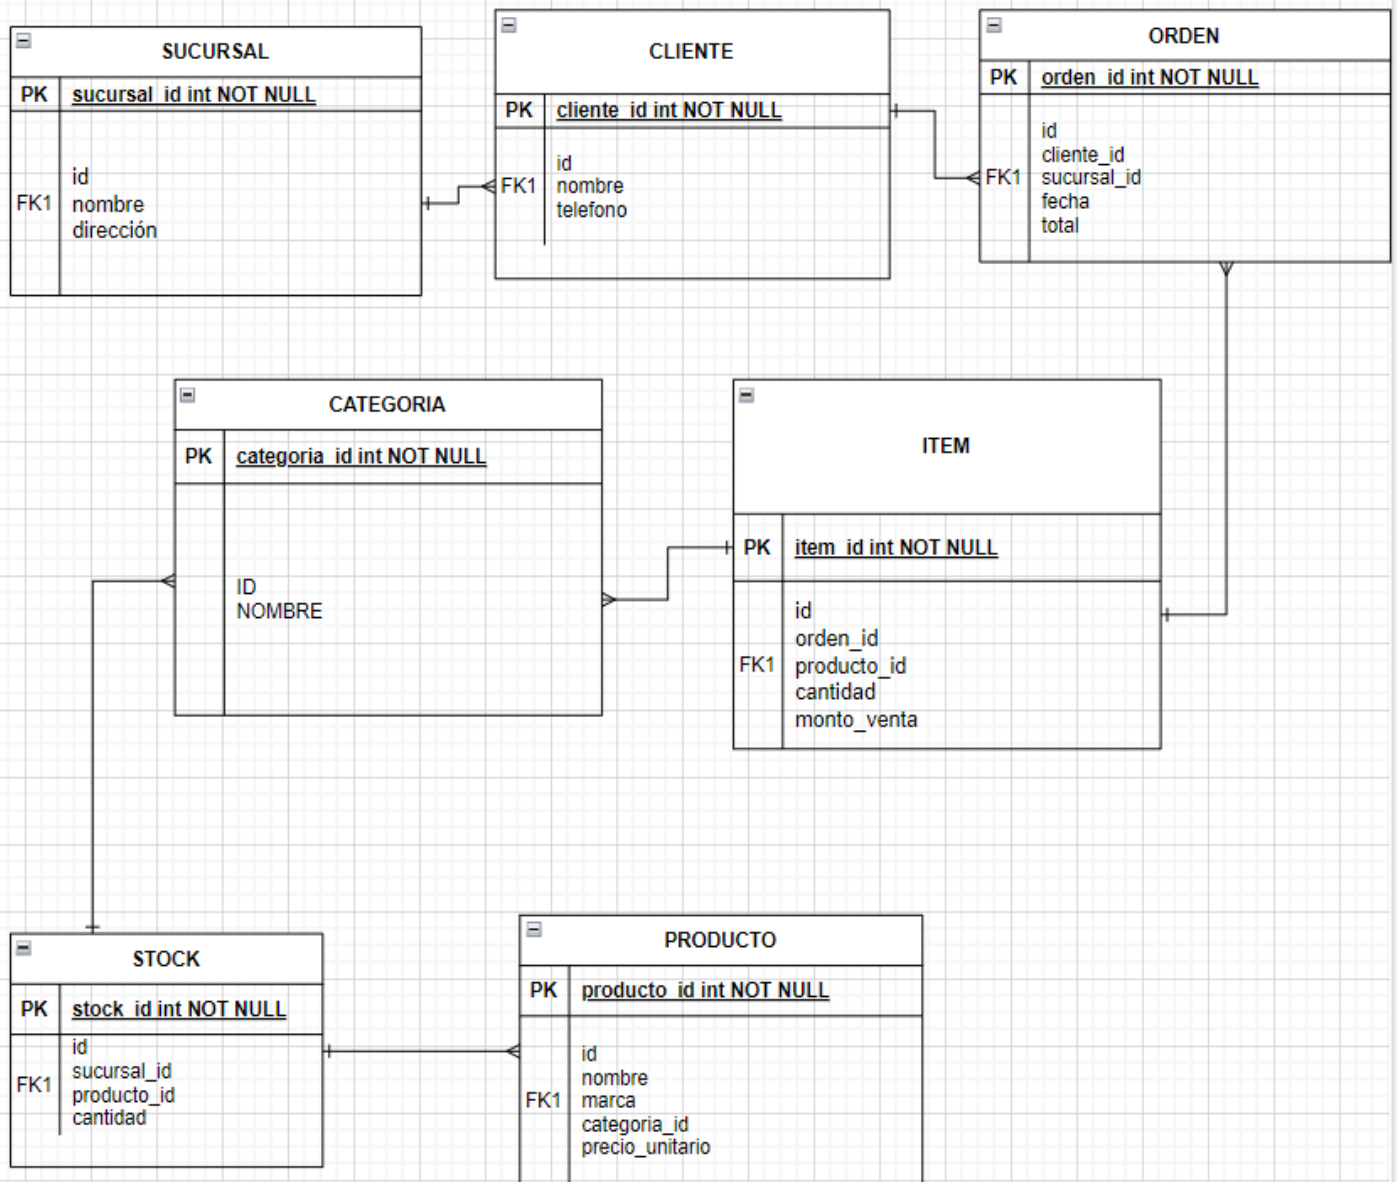 SUCURSAL
PK sucursal_id int NOT NULL
id
FK1 nombre
dirección
CLIENTE
PK cliente_id int NOT NULL
id
FK1 nombre
telefono
ORDEN
PK orden_id int NOT NULL
id
cliente_id
FK1 sucursal_id
fecha
total
CATEGORIA
PK categoria_id int NOT NULL
ID
NOMBRE
ITEM
PK item_id int NOT NULL
id
orden_id
FK1 producto_id
cantidad
monto_venta
STOCK
PK stock_id int NOT NULL
id
sucursal_id
FK1 producto_id
cantidad
PRODUCTO
PK producto_id int NOT NULL
id
nombre
FK1 marca
categoria_id
precio_unitario